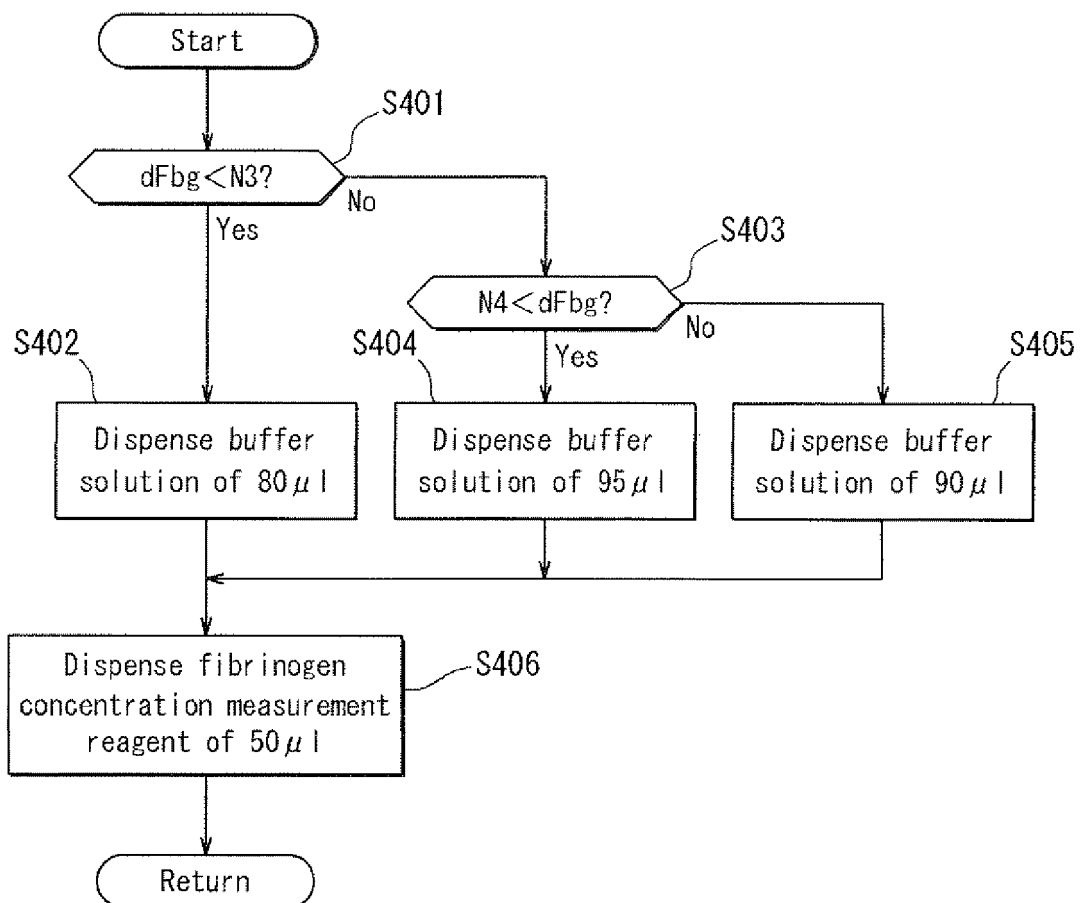 Start
S401
dFbg<N3?
No
Yes
S403
N4<dFbg?
No
Yes
S402
S404
S405
Dispense buffer
solution of 80μl
Dispense buffer
solution of 95μl
Dispense buffer
solution of 90μl
Dispense fibrinogen
concentration measurement
reagent of 50μl
S406
Return